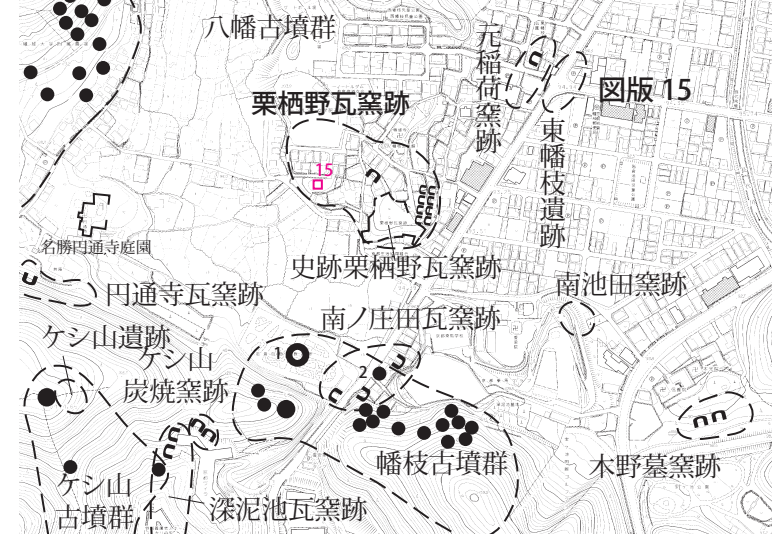 八幡古墳群
元稲荷窯跡
図版 15
栗栖野瓦窯跡
東幡枝遺跡
15
名勝円通寺庭園
史跡栗栖野瓦窯跡
円通寺瓦窯跡
南池田窯跡
南ノ庄田瓦窯跡
ケシ山遺跡
ケシ山
炭焼窯跡
1
2
幡枝古墳群
木野墓窯跡
ケシ山
古墳群
深泥池瓦窯跡